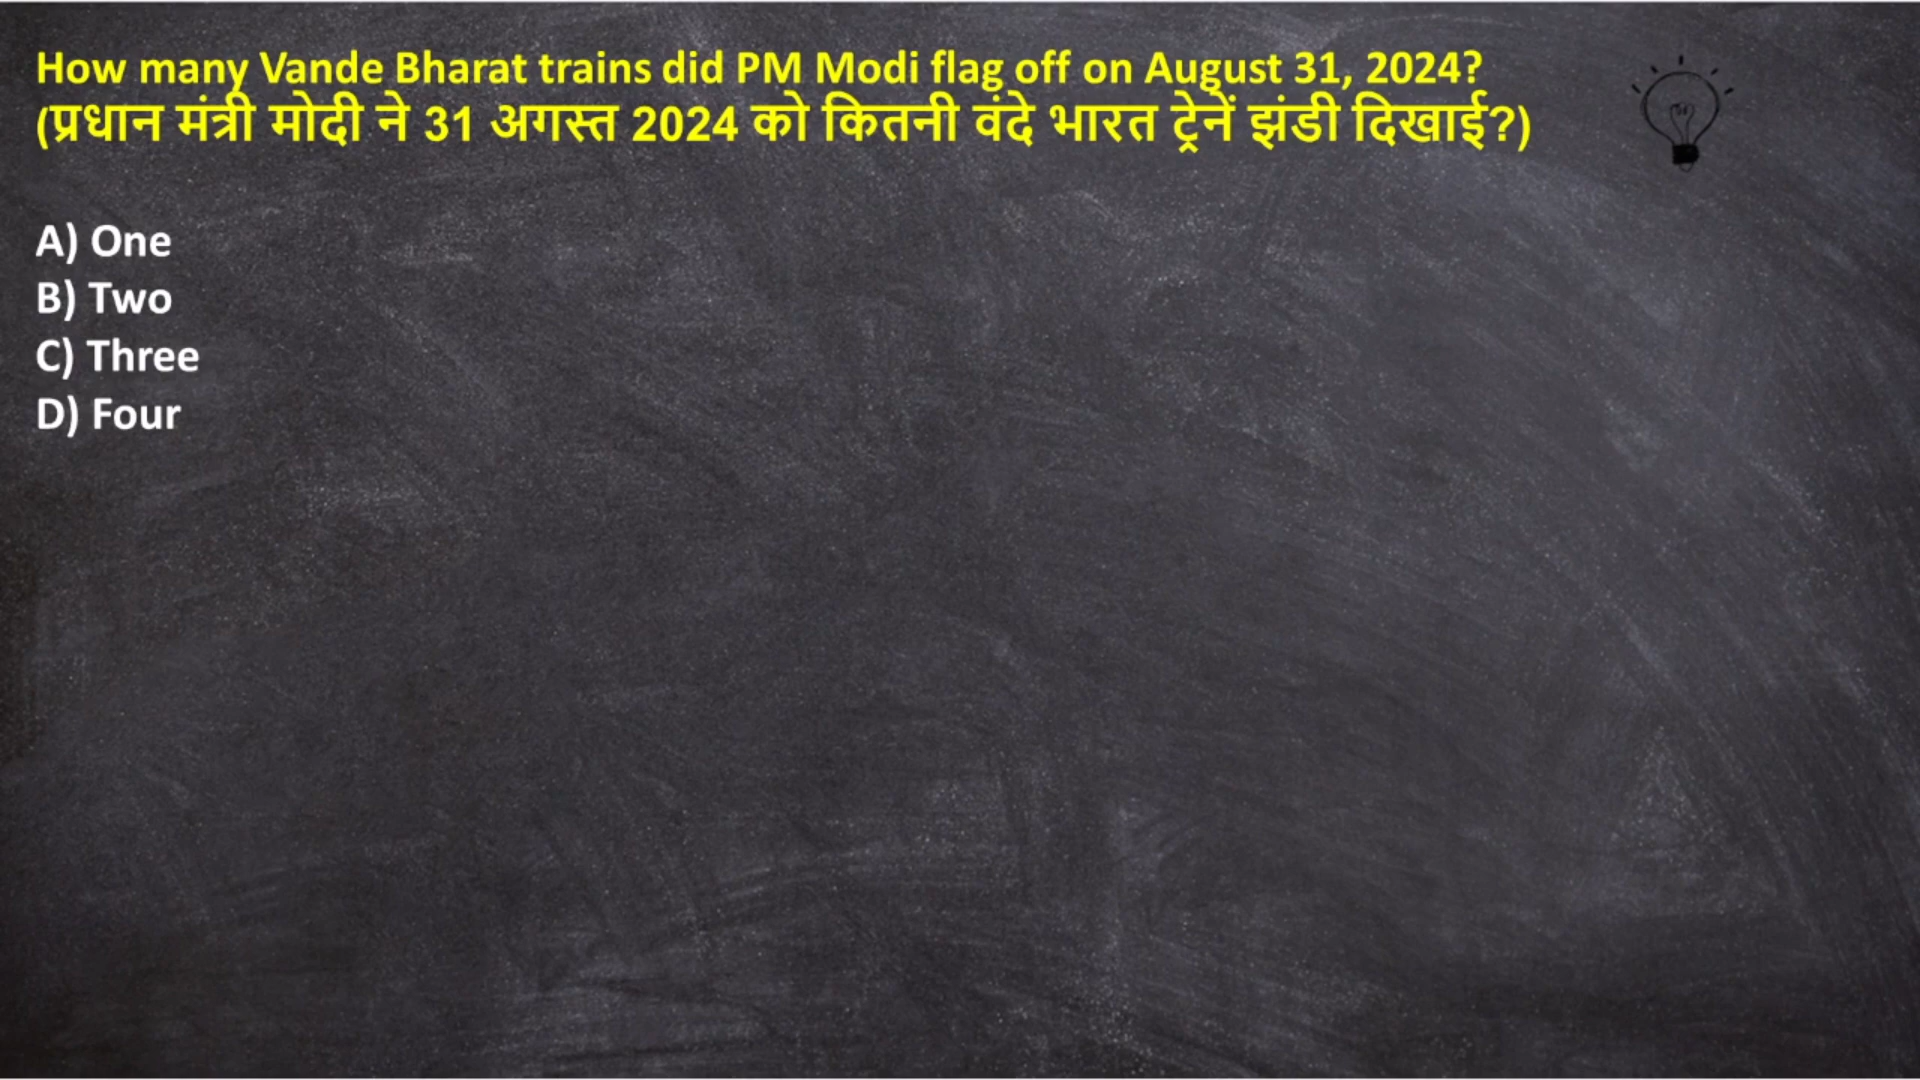 How many Vande Bharat trains did PM Modi flag off on August 31, 2024?
(प्रधान मंत्री मोदी ने 31 अगस्त 2024 को कितनी वंदे भारत ट्रेनें झंडी दिखाई?)
A) One
B) Two
C) Three
D) Four